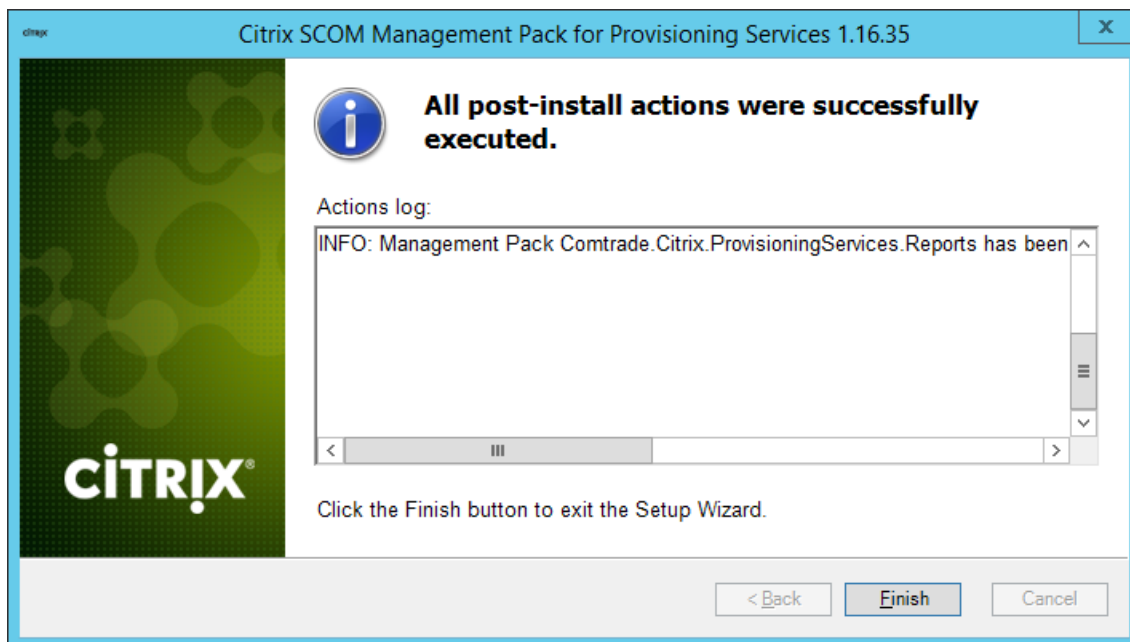 citrix
Citrix SCOM Management Pack for Provisioning Services 1.16.35
x
All post-install actions were successfully
executed.
Actions log:
INFO: Management Pack Comtrade.Citrix.ProvisioningServices.Reports has been
CİTRỊX®
Click the Finish button to exit the Setup Wizard.
< Back
Finish
Cancel